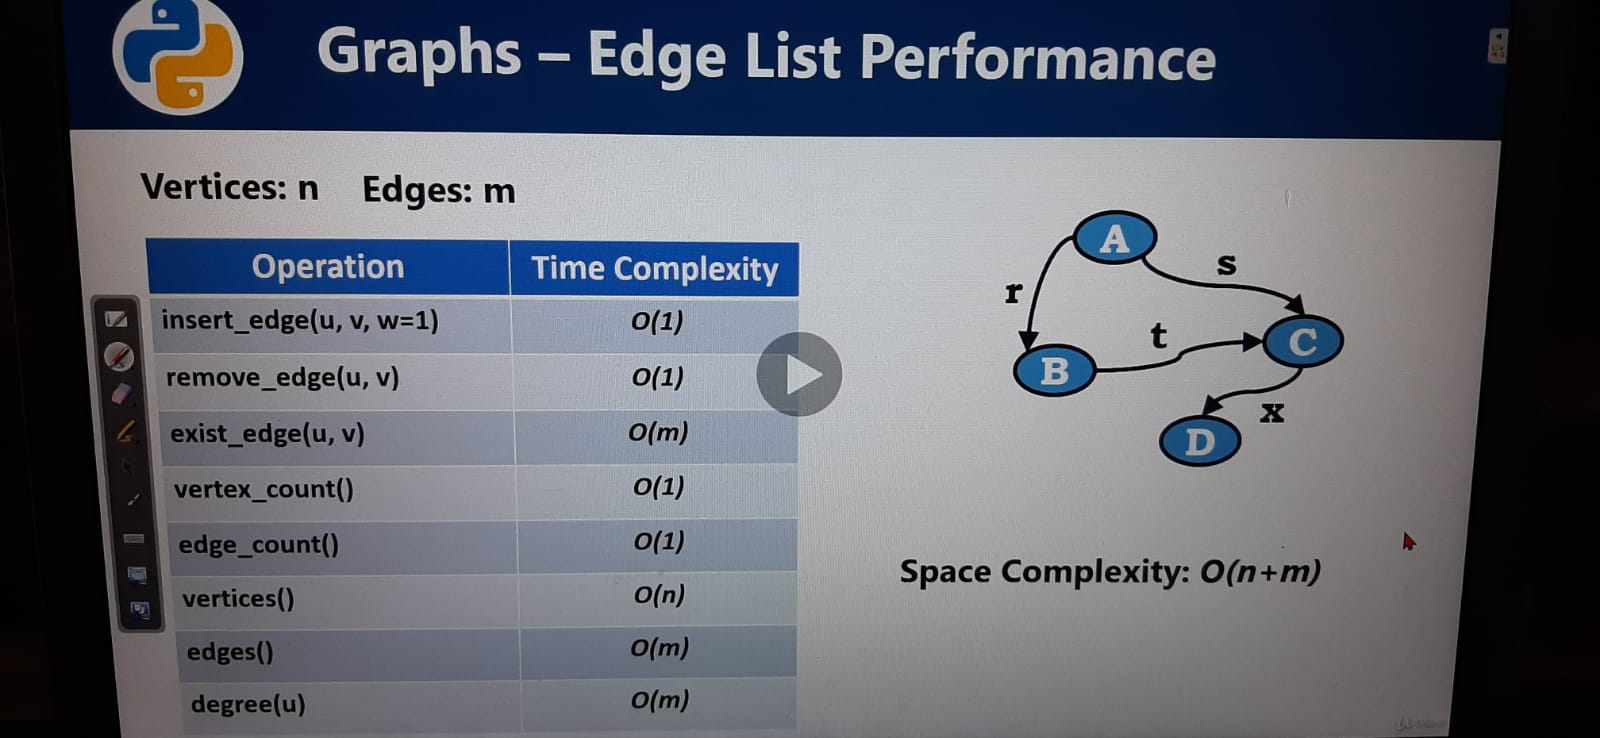 Graphs – Edge List Performance
Vertices: n    Edges: m
Operation    Time Complexity
insert_edge(u, v, w=1)    O(1)
remove_edge(u, v)    O(1)
exist_edge(u, v)    O(m)
vertex_count()    O(1)
edge_count()    O(1)
vertices()    O(n)
edges()    O(m)
degree(u)    O(m)
A
s
r
t
C
B
x
D
Space Complexity: O(n+m)